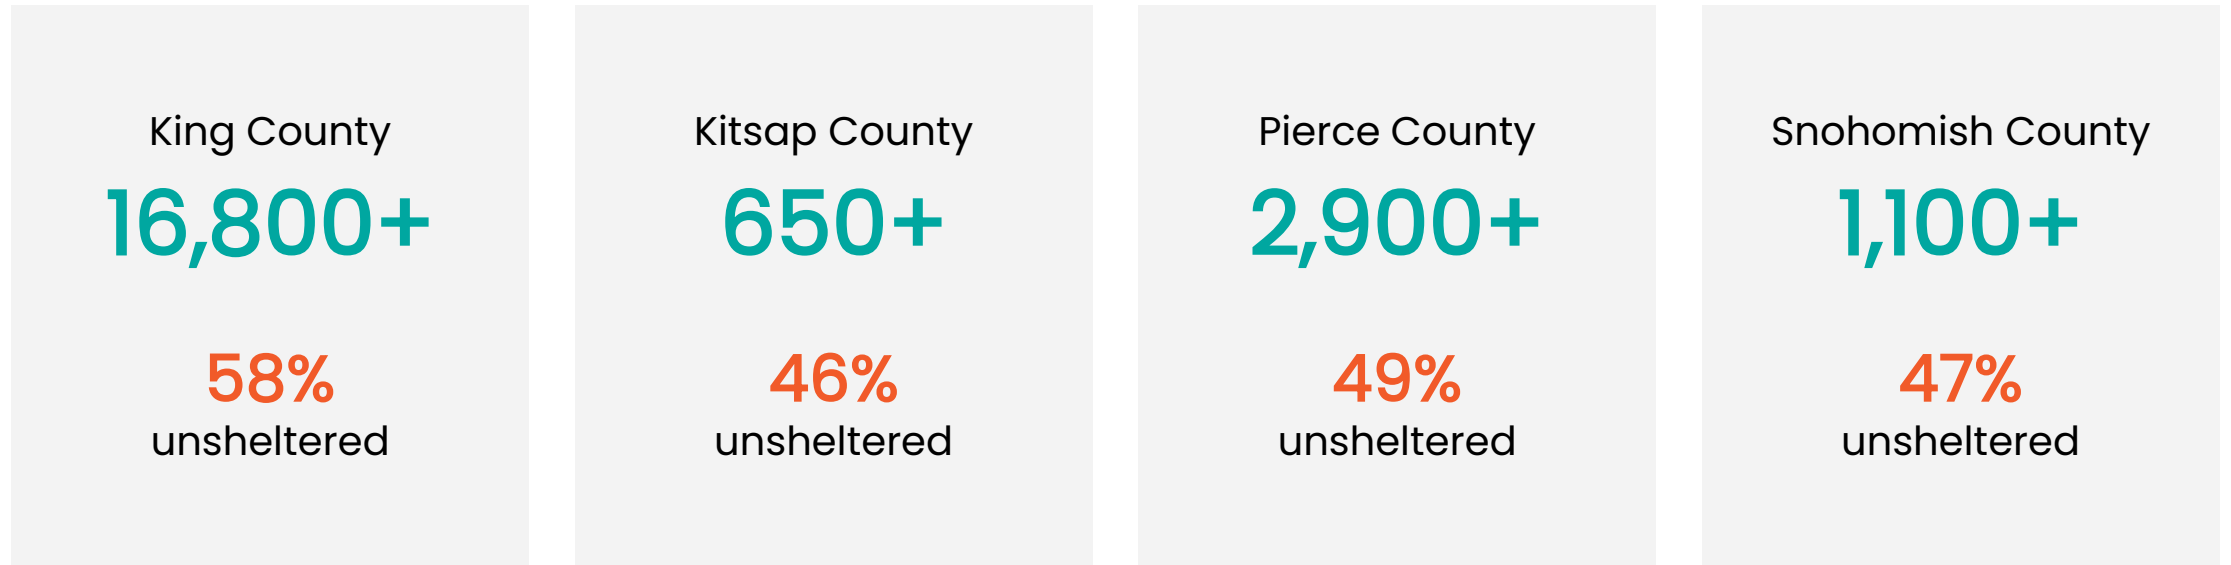 King County
16,800+
58%
unsheltered
Kitsap County
650+
46%
unsheltered
Pierce County
2,900+
49%
unsheltered
Snohomish County
1,100+
47%
unsheltered